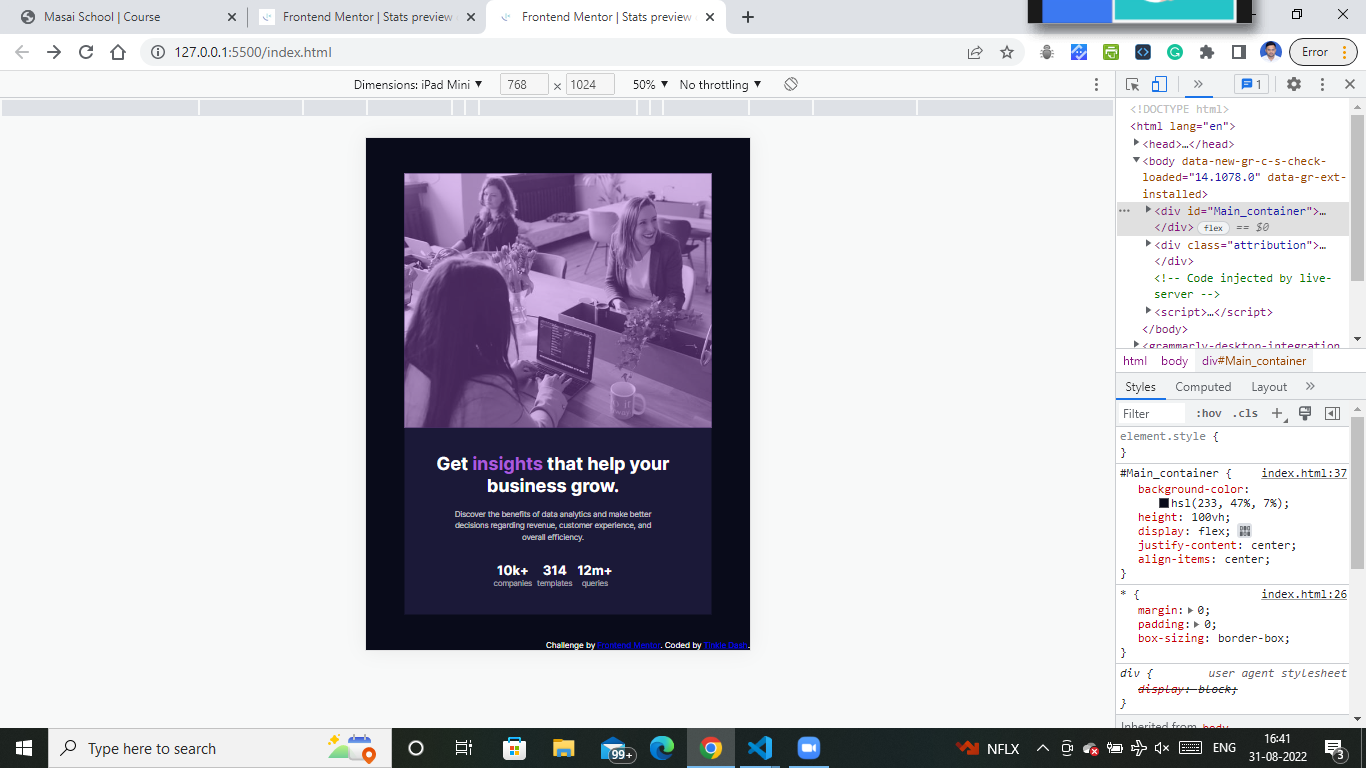 Masai School | Course
Frontend Mentor | Stats preview
Frontend Mentor | Stats preview
127.0.0.1:5500/index.html
Error
Dimensions: iPad Mini
768
x
1024
50%
No throttling
1
<!DOCTYPE html>
<html lang="en">
<head>…</head>
<body data-new-gr-c-s-check-
loaded="14.1078.0" data-gr-ext-
installed>
<div id="Main_container">…
</div> flex == $0
<div class="attribution">…
</div>
<!-- Code injected by live-
server -->
<script>…</script>
</body>
<grammarly-desktop-integration
html body div#Main_container
Styles Computed Layout
Filter :hov .cls
element.style {
}
#Main_container { index.html:37
background-color:
hsl(233, 47%, 7%);
height: 100vh;
display: flex;
justify-content: center;
align-items: center;
}
* { index.html:26
margin: 0;
padding: 0;
box-sizing: border-box;
}
div { user agent stylesheet
display: block;
}
Inherited from body
Get insights that help your
business grow.
Discover the benefits of data analytics and make better
decisions regarding revenue, customer experience, and
overall efficiency.
10k+ 314 12m+
companies templates queries
Challenge by Frontend Mentor. Coded by
Type here to search
99+
NFLX
ENG
16:41
31-08-2022
3